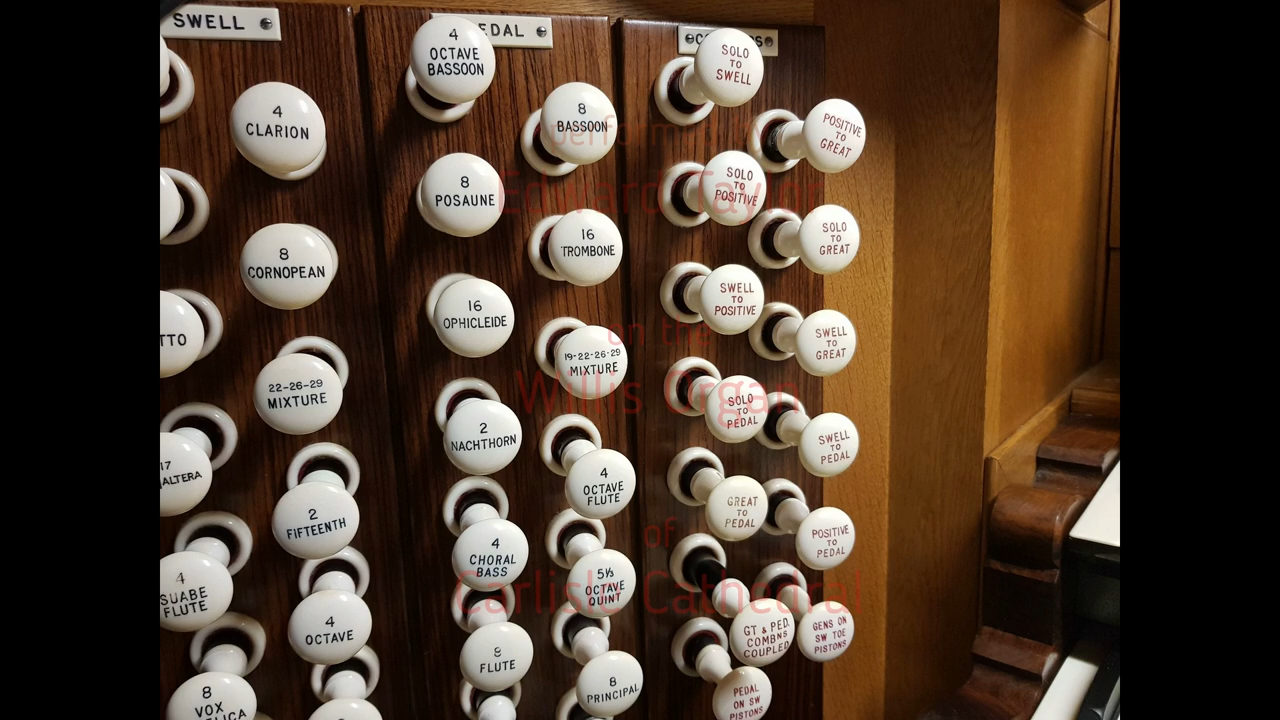 SWELL
4
CLARION
8
CORNOPEAN
22-26-29
MIXTURE
2
FIFTEENTH
4
OCTAVE
TTO
17
ALTERA
4
SUABE
FLUTE
8
VOX
PEDAL
4
OCTAVE
BASSOON
8
BASSOON
8
POSAUNE
16
TROMBONE
16
OPHICLEIDE
19-22-26-29
MIXTURE
2
NACHTHORN
4
OCTAVE
FLUTE
4
CHORAL
BASS
5⅓
OCTAVE
QUINT
8
FLUTE
8
PRINCIPAL
SOLO
TO
SWELL
POSITIVE
TO
GREAT
SOLO
TO
POSITIVE
SOLO
TO
GREAT
SWELL
TO
POSITIVE
SWELL
TO
GREAT
SOLO
TO
PEDAL
SWELL
TO
PEDAL
GREAT
TO
PEDAL
POSITIVE
TO
PEDAL
GT & PED.
COMBNS
COUPLED
GENS ON
SW TOE
PISTONS
PEDAL
ON SW
PISTONS
Edward Taylor
on the
Willis Organ
of
Carlisle Cathedral